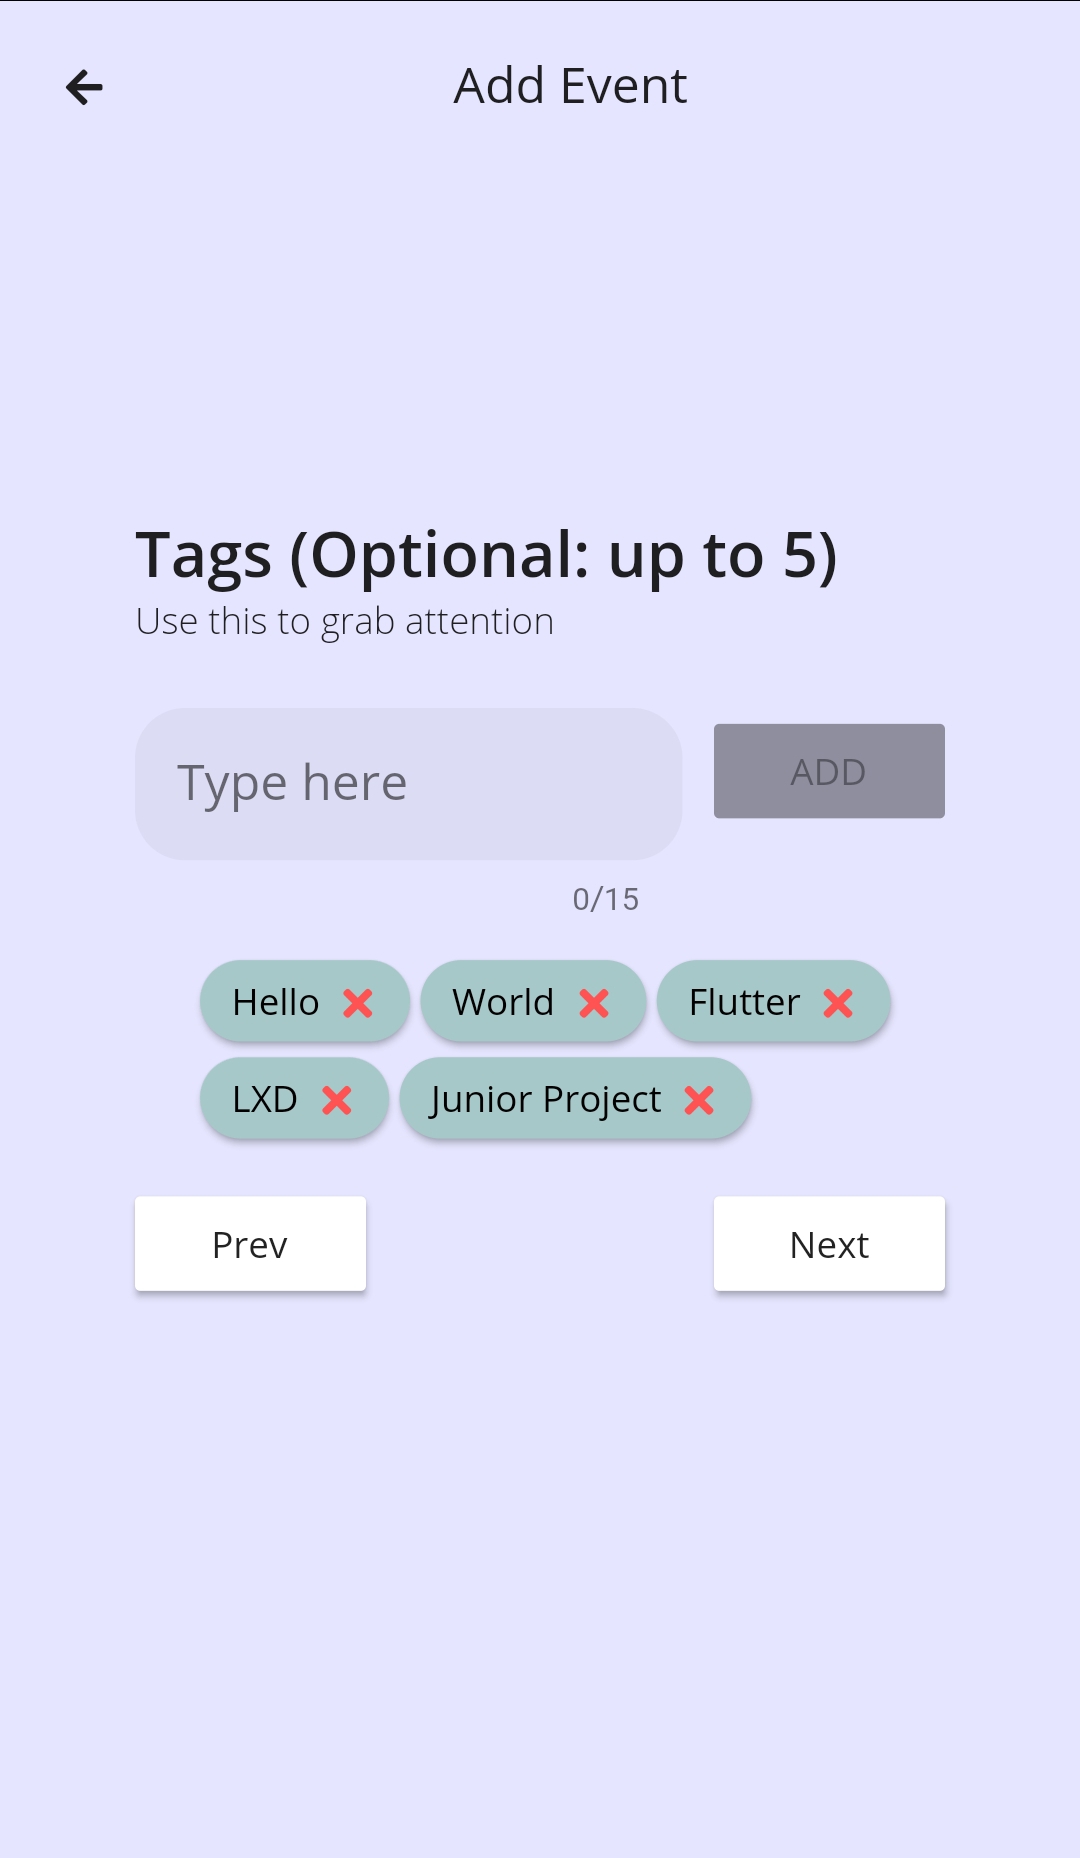 Add Event
Tags (Optional: up to 5)
Use this to grab attention
Type here
ADD
0/15
Hello World Flutter
LXD Junior Project
Prev Next